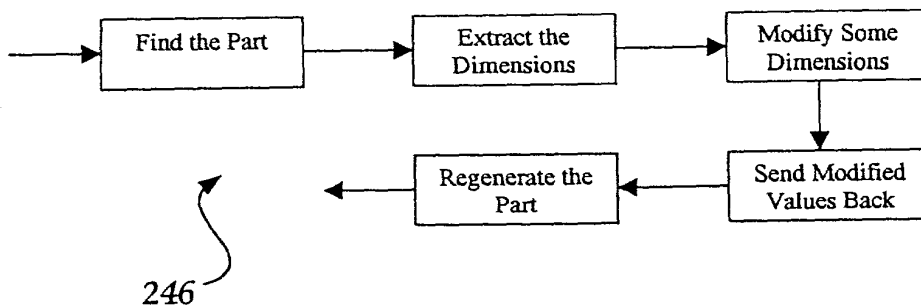 Find the Part
Extract the
Dimensions
Modify Some
Dimensions
Send Modified
Values Back
Regenerate the
Part
246